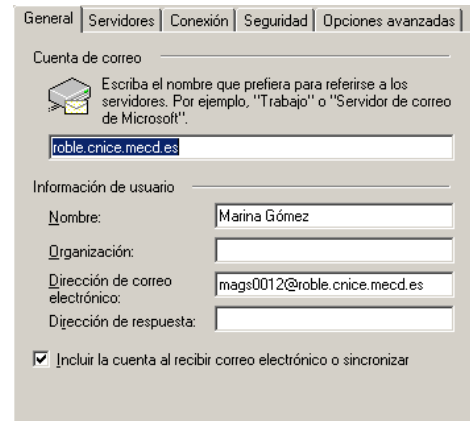 General Servidores Conexión Seguridad Opciones avanzadas
Cuenta de correo
Escriba el nombre que prefiera para referirse a los
servidores. Por ejemplo, "Trabajo" o "Servidor de correo
de Microsoft".
roble.cnice.mecd.es
Información de usuario
Nombre: Marina Gómez
Organización:
Dirección de correo
electrónico: mags0012@roble.cnice.mecd.es
Dirección de respuesta:
Incluir la cuenta al recibir correo electrónico o sincronizar